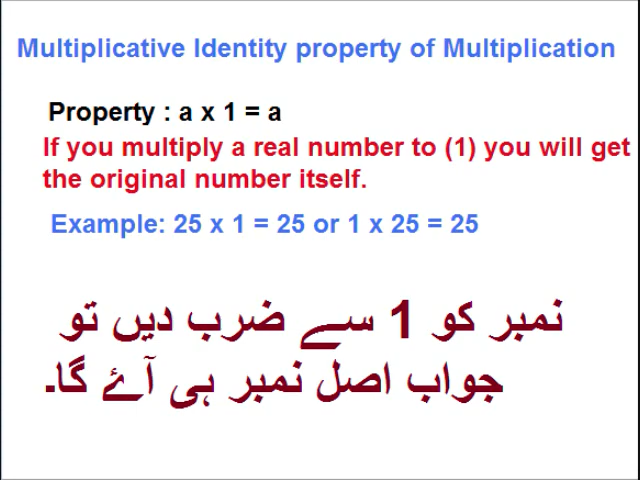 Multiplicative Identity property of Multiplication
Property : a x 1 = a
If you multiply a real number to (1) you will get
the original number itself.
Example: 25 x 1 = 25 or 1 x 25 = 25
نمبر کو 1 سے ضرب دیں تو
جواب اصل نمبر ہی آۓ گا۔